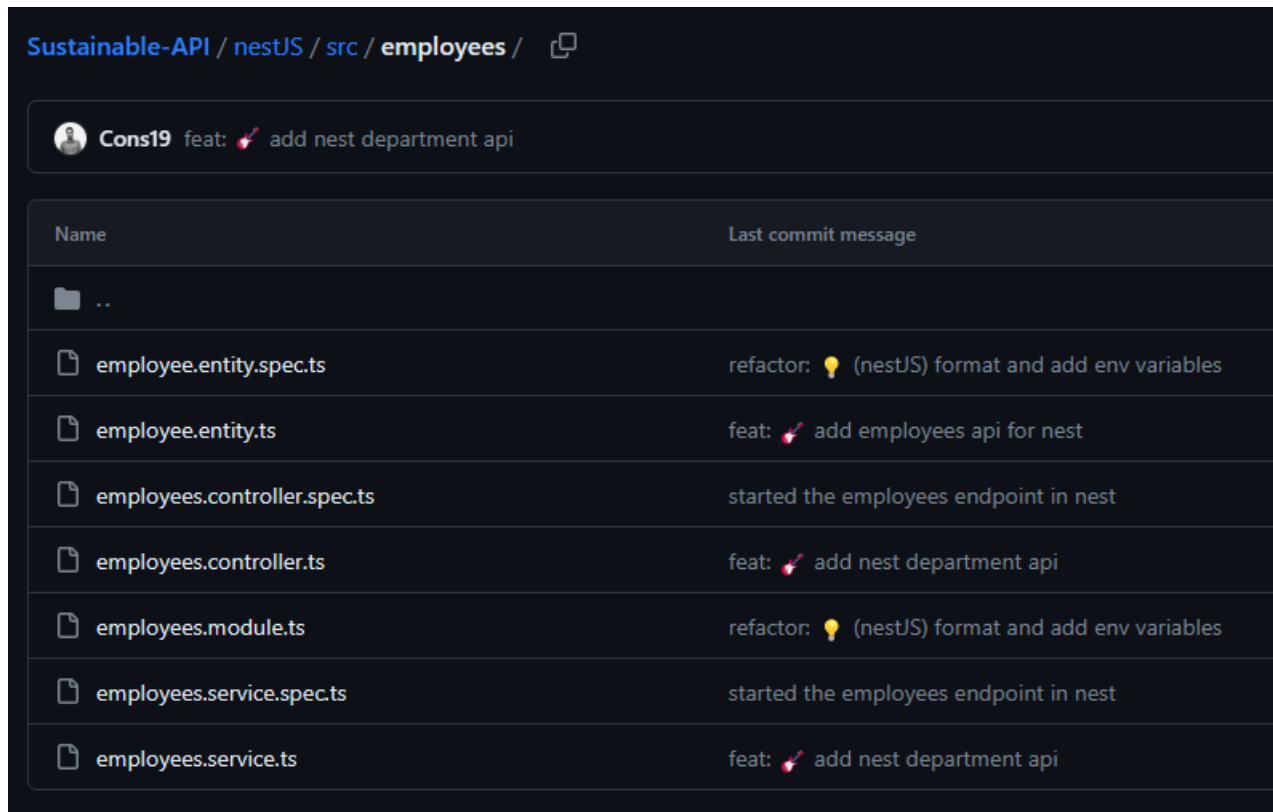 Sustainable-API / nestJS / src / employees /
Cons19 feat: 🎸 add nest department api
Name Last commit message
..
employee.entity.spec.ts refactor: 💡 (nestJS) format and add env variables
employee.entity.ts feat: 🎸 add employees api for nest
employees.controller.spec.ts started the employees endpoint in nest
employees.controller.ts feat: 🎸 add nest department api
employees.module.ts refactor: 💡 (nestJS) format and add env variables
employees.service.spec.ts started the employees endpoint in nest
employees.service.ts feat: 🎸 add nest department api